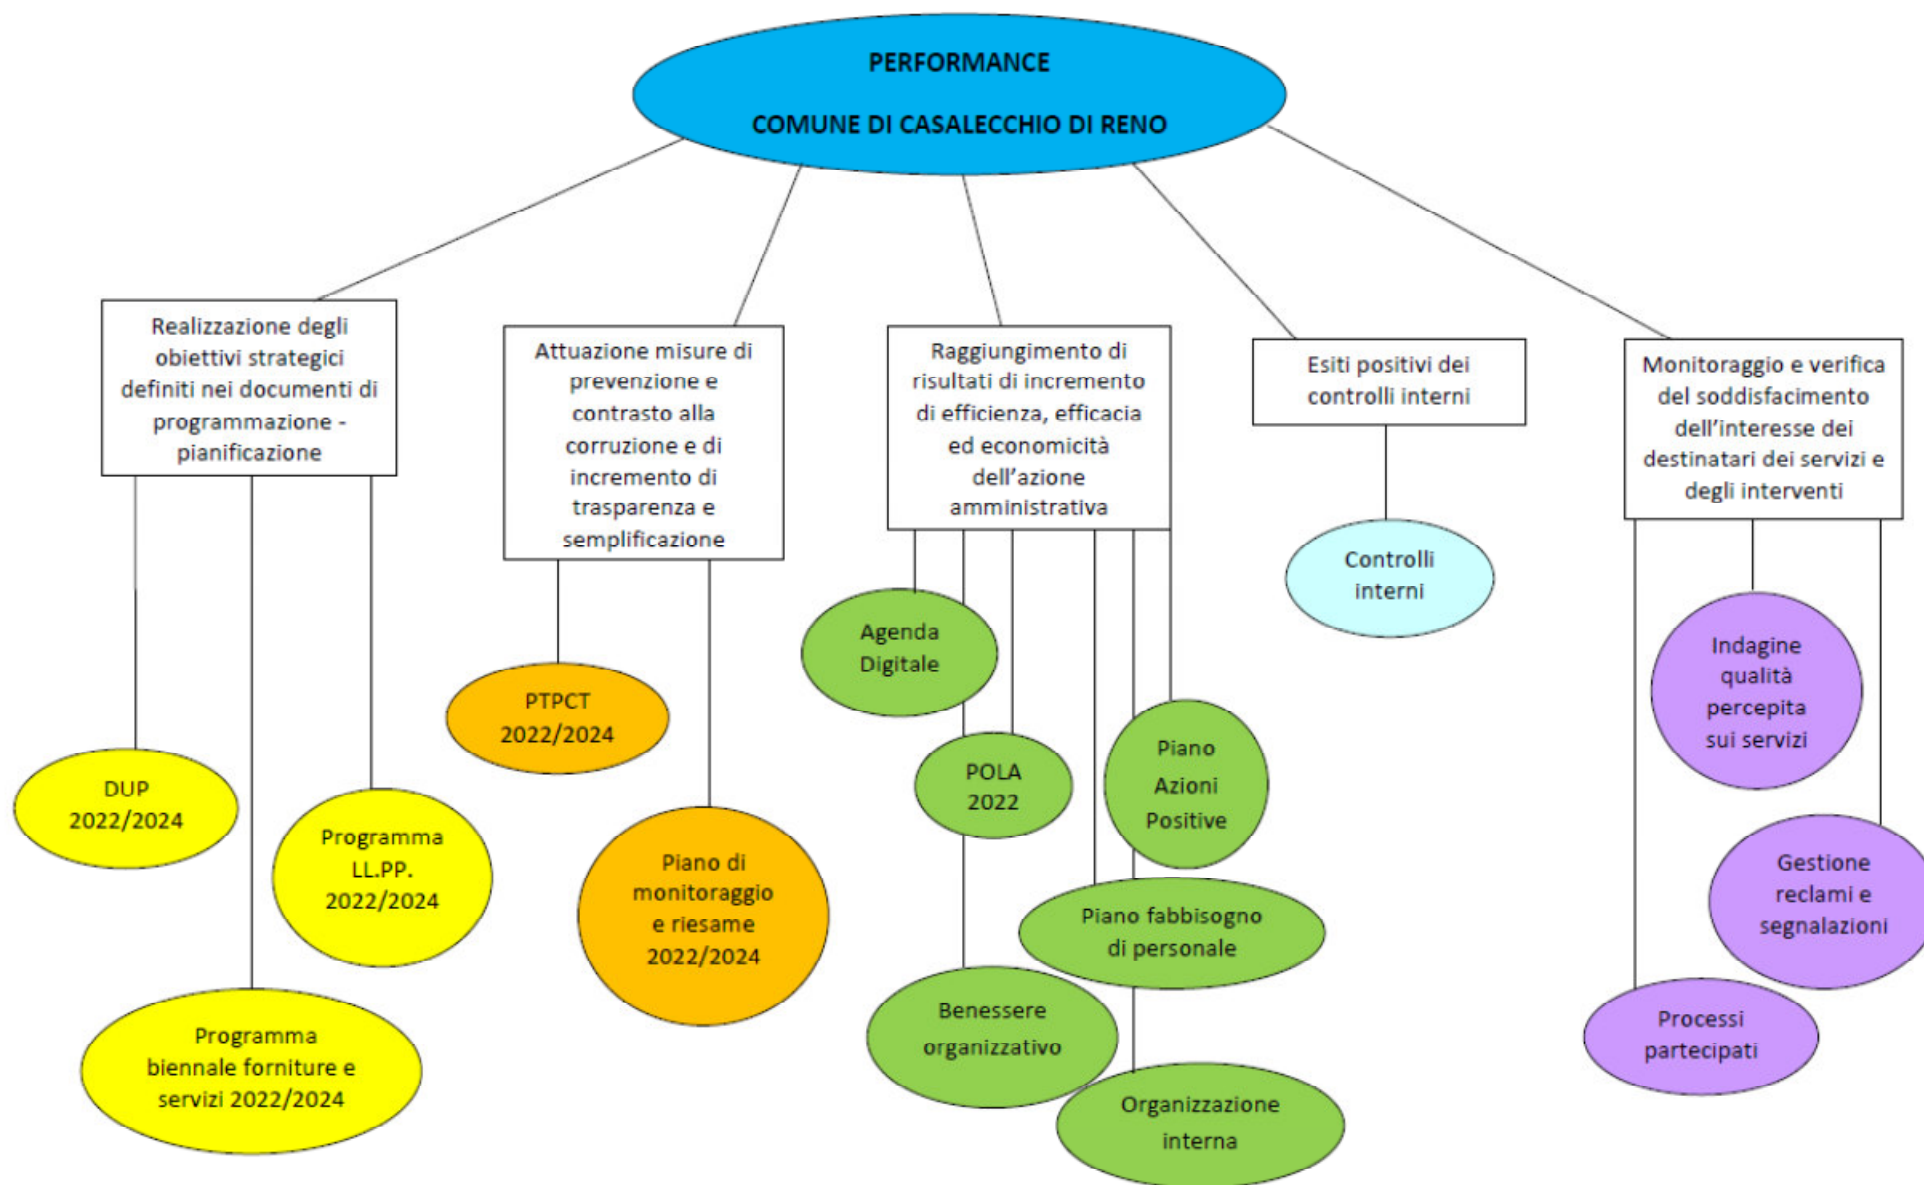 PERFORMANCE
COMUNE DI CASALECCHIO DI RENO
Realizzazione degli
obiettivi strategici
definiti nei documenti di
programmazione -
pianificazione
Attuazione misure di
prevenzione e
contrasto alla
corruzione e di
incremento di
trasparenza e
semplificazione
Raggiungimento di
risultati di incremento
di efficienza, efficacia
ed economicità
dell'azione
amministrativa
Esiti positivi dei
controlli interni
Monitoraggio e verifica
del soddisfacimento
dell'interesse dei
destinatari dei servizi e
degli interventi
DUP
2022/2024
Programma
LL.PP.
2022/2024
Programma
biennale forniture e
servizi 2022/2024
PTPCT
2022/2024
Piano di
monitoraggio
e riesame
2022/2024
Agenda
Digitale
POLA
2022
Piano
Azioni
Positive
Piano fabbisogno
di personale
Benessere
organizzativo
Organizzazione
interna
Controlli
interni
Indagine
qualità
percepita
sui servizi
Gestione
reclami e
segnalazioni
Processi
partecipati